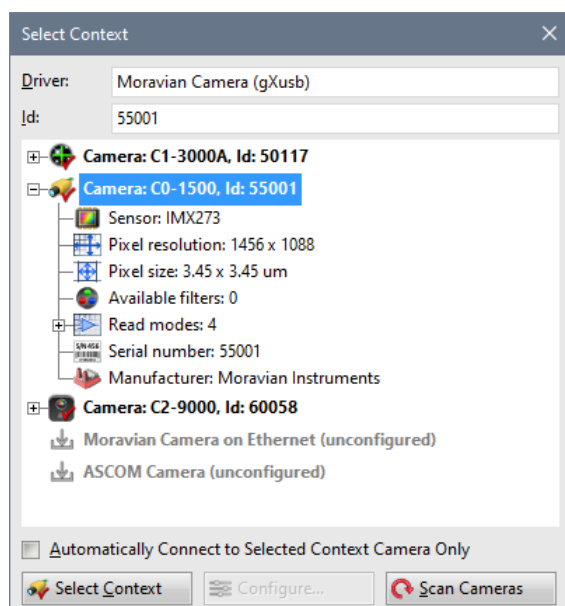 Select Context
Driver: Moravian Camera (gXusb)
Id: 55001
Camera: C1-3000A, Id: 50117
Camera: C0-1500, Id: 55001
Sensor: IMX273
Pixel resolution: 1456 x 1088
Pixel size: 3.45 x 3.45 um
Available filters: 0
Read modes: 4
S/N 456 Serial number: 55001
Manufacturer: Moravian Instruments
Camera: C2-9000, Id: 60058
Moravian Camera on Ethernet (unconfigured)
ASCOM Camera (unconfigured)
Automatically Connect to Selected Context Camera Only
Select Context Configure... Scan Cameras